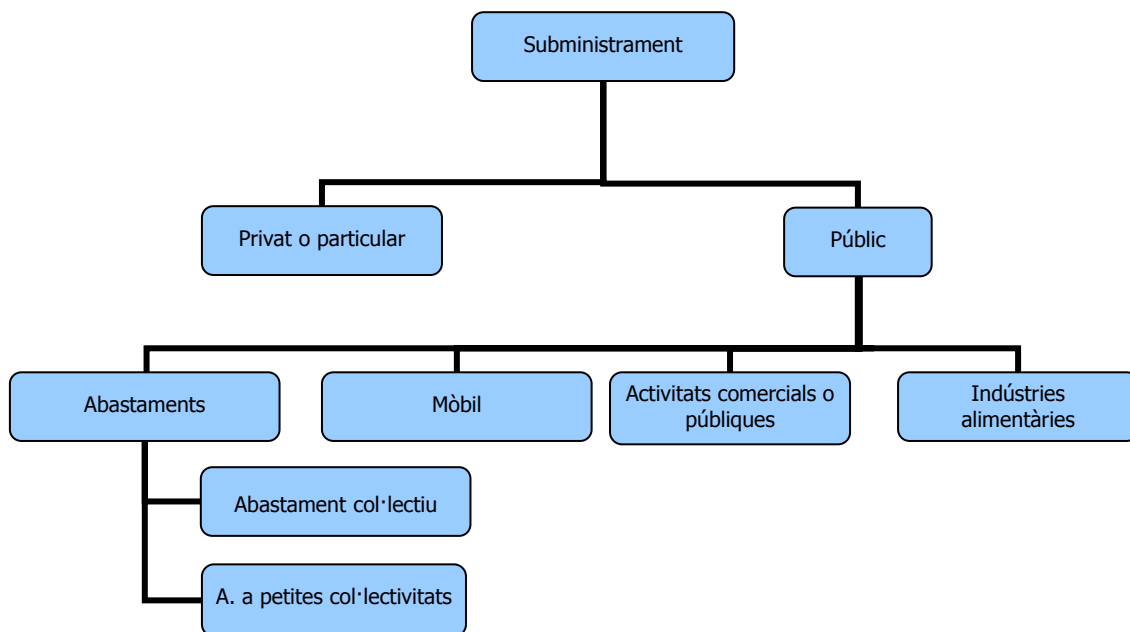 Subministrament
Privat o particular
Públic
Abastaments
Mòbil
Activitats comercials o
públiques
Indústries
alimentàries
Abastament col·lectiu
A. a petites col·lectivitats